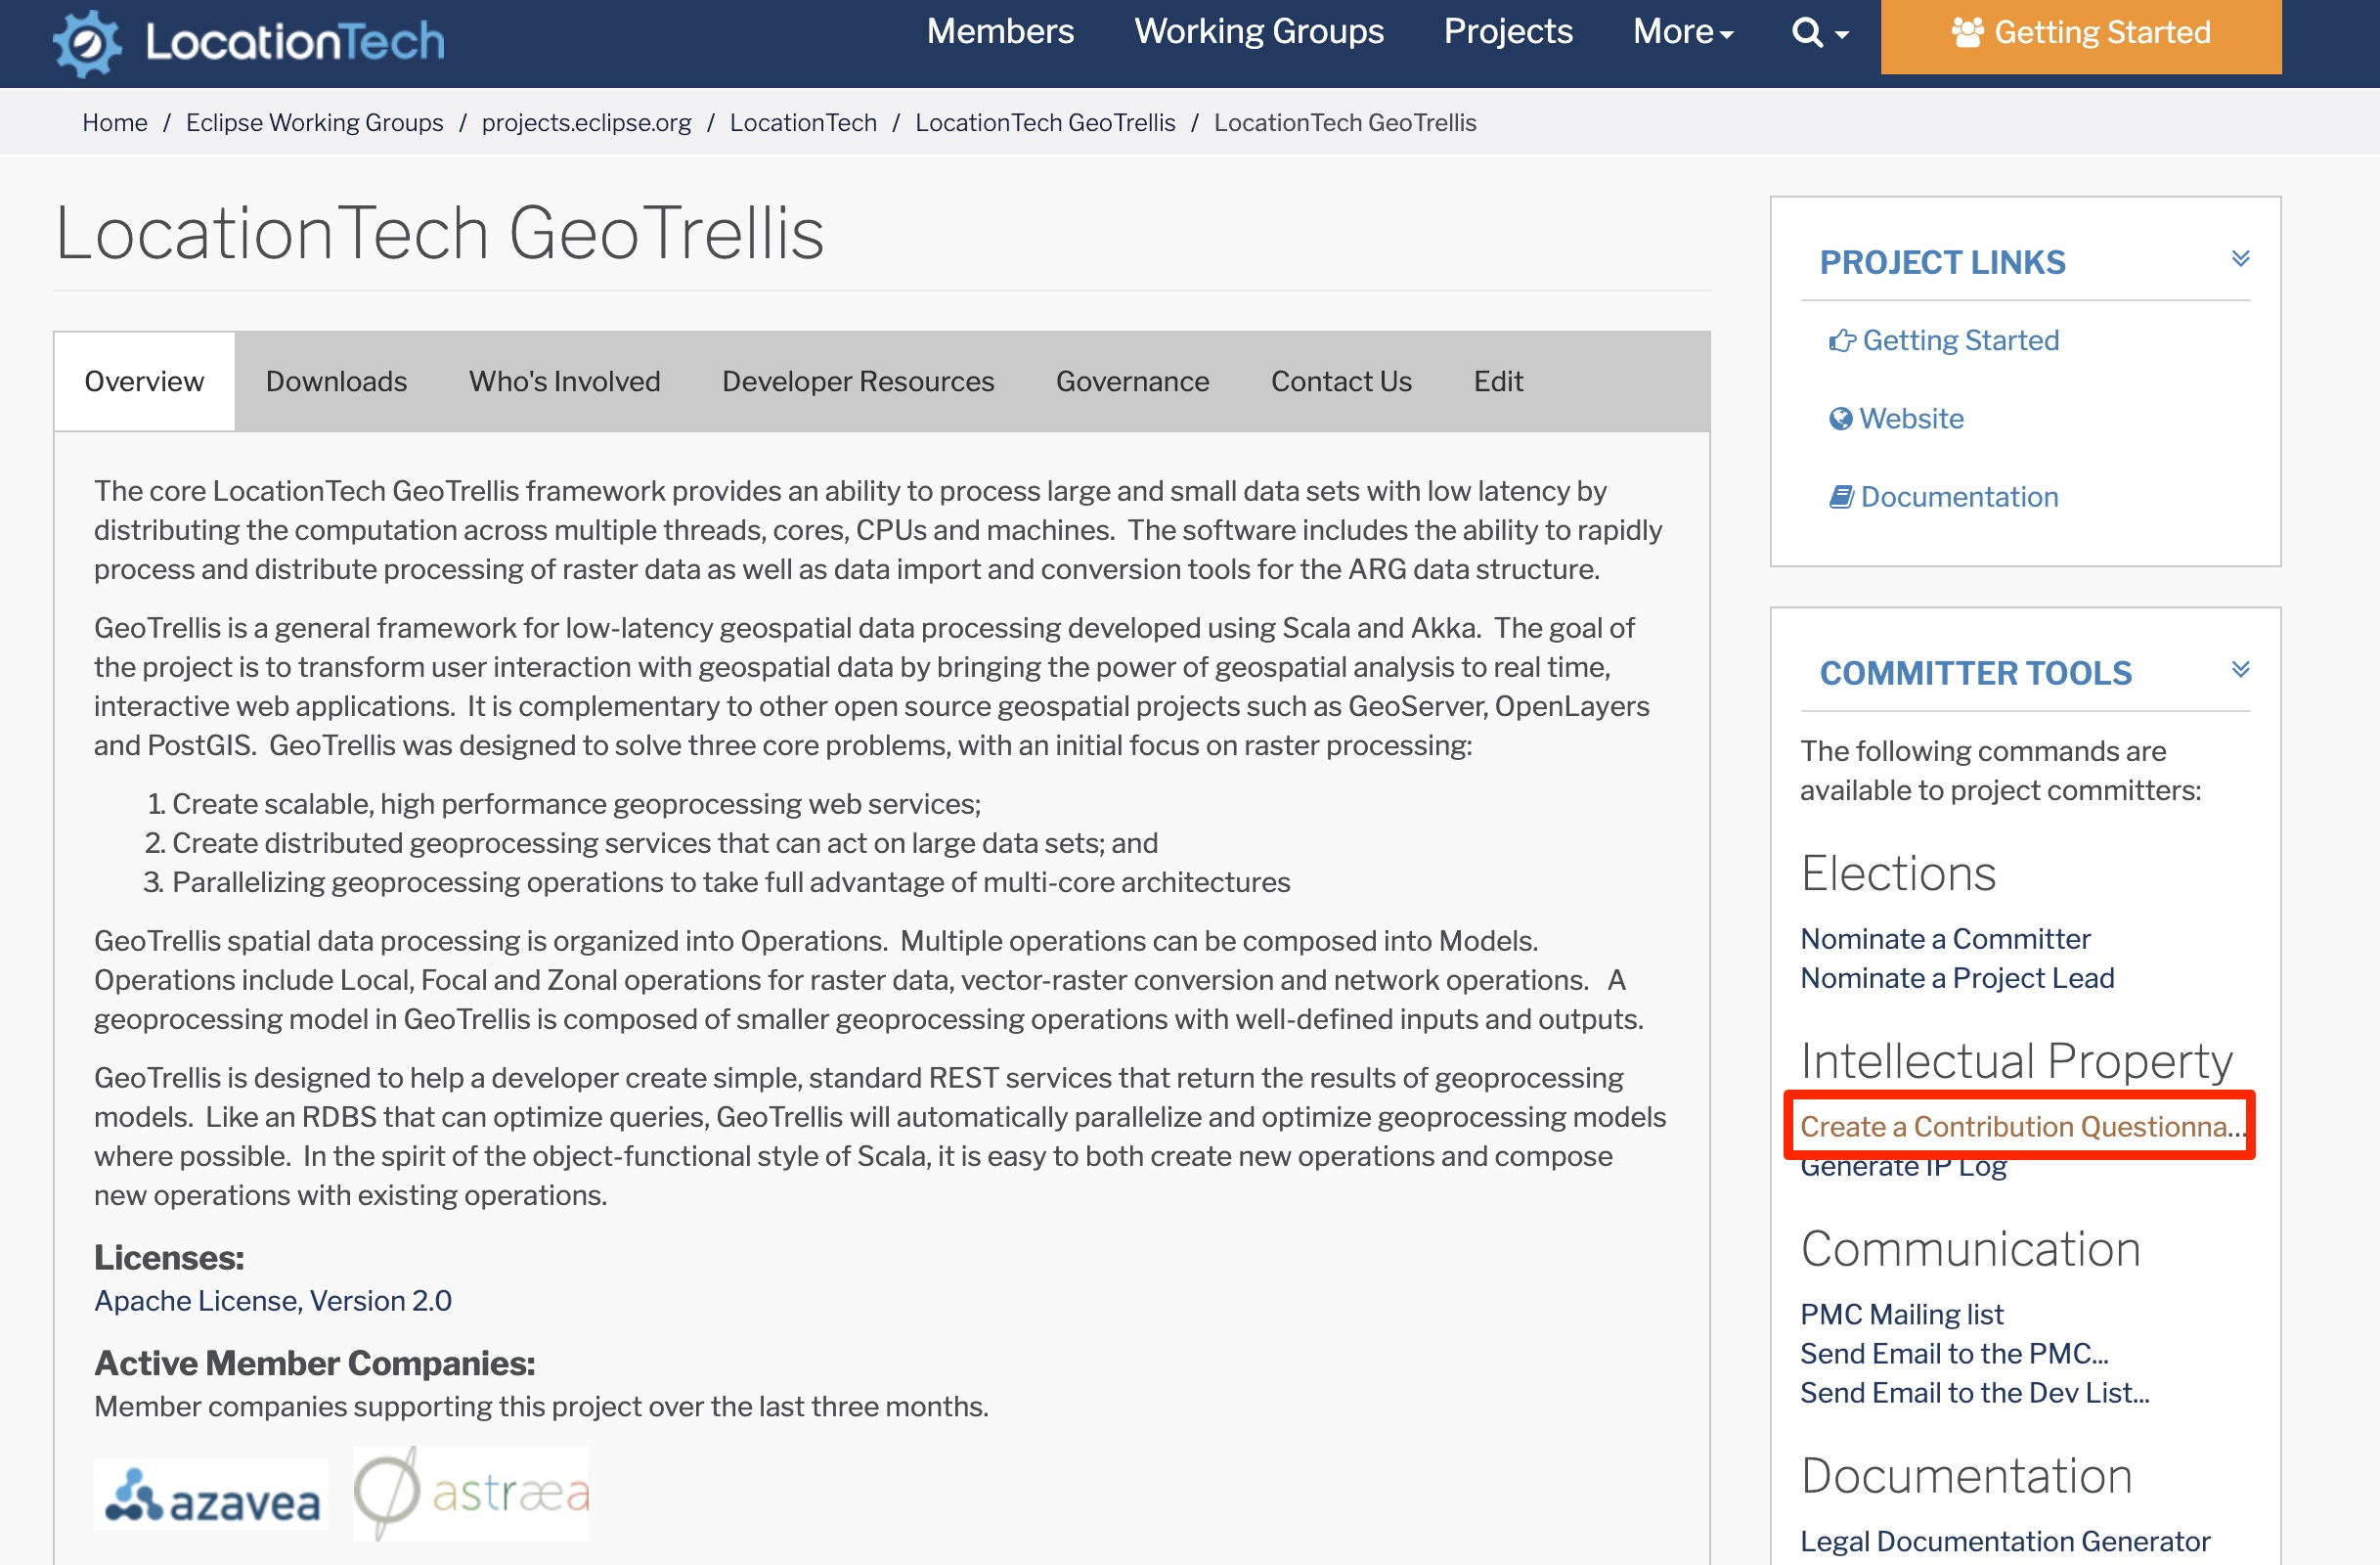 LocationTech
Members Working Groups Projects More Getting Started
Home / Eclipse Working Groups / projects.eclipse.org / LocationTech / LocationTech GeoTrellis / LocationTech GeoTrellis
LocationTech GeoTrellis
Overview Downloads Who's Involved Developer Resources Governance Contact Us Edit
The core LocationTech GeoTrellis framework provides an ability to process large and small data sets with low latency by
distributing the computation across multiple threads, cores, CPUs and machines. The software includes the ability to rapidly
process and distribute processing of raster data as well as data import and conversion tools for the ARG data structure.
GeoTrellis is a general framework for low-latency geospatial data processing developed using Scala and Akka. The goal of
the project is to transform user interaction with geospatial data by bringing the power of geospatial analysis to real time,
interactive web applications. It is complementary to other open source geospatial projects such as GeoServer, OpenLayers
and PostGIS. GeoTrellis was designed to solve three core problems, with an initial focus on raster processing:
1. Create scalable, high performance geoprocessing web services;
2. Create distributed geoprocessing services that can act on large data sets; and
3. Parallelizing geoprocessing operations to take full advantage of multi-core architectures
GeoTrellis spatial data processing is organized into Operations. Multiple operations can be composed into Models.
Operations include Local, Focal and Zonal operations for raster data, vector-raster conversion and network operations. A
geoprocessing model in GeoTrellis is composed of smaller geoprocessing operations with well-defined inputs and outputs.
GeoTrellis is designed to help a developer create simple, standard REST services that return the results of geoprocessing
models. Like an RDBS that can optimize queries, GeoTrellis will automatically parallelize and optimize geoprocessing models
where possible. In the spirit of the object-functional style of Scala, it is easy to both create new operations and compose
new operations with existing operations.
Licenses:
Apache License, Version 2.0
Active Member Companies:
Member companies supporting this project over the last three months.
azavea
astræa
PROJECT LINKS
Getting Started
Website
Documentation
COMMITTER TOOLS
The following commands are
available to project committers:
Elections
Nominate a Committer
Nominate a Project Lead
Intellectual Property
Create a Contribution Questionna...
Generate IP Log
Communication
PMC Mailing list
Send Email to the PMC...
Send Email to the Dev List...
Documentation
Legal Documentation Generator